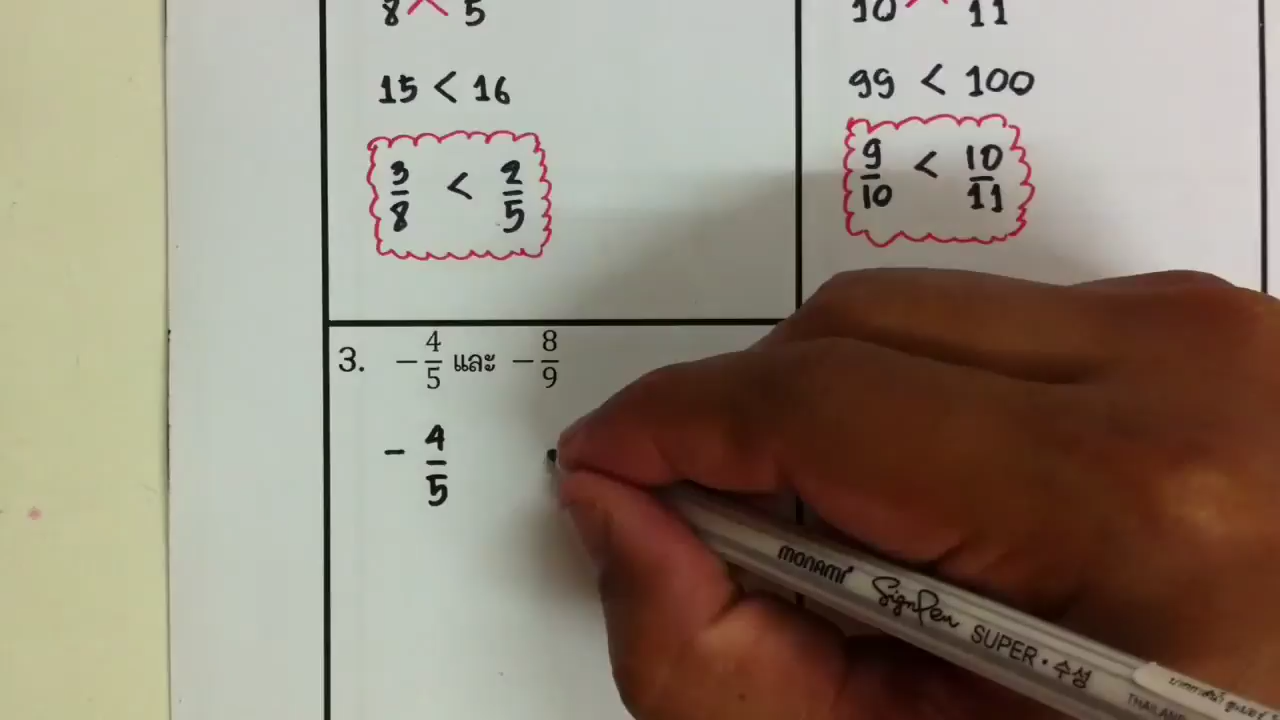 8 5
10 11
15 < 16
99 < 100
3/8 < 2/5
9/10 < 10/11
3. -4/5 และ -8/9
- 4/5
monami SignPen SUPER · 수성
THAILAND